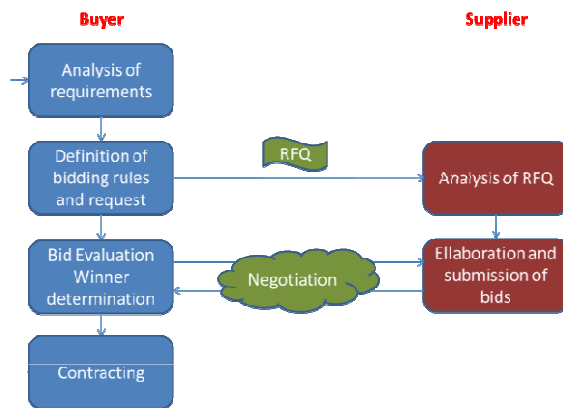 Buyer
Supplier
Analysis of
requirements
Definition of
bidding rules
and request
RFQ
Analysis of RFQ
Bid Evaluation
Winner
determination
Negotiation
Ellaboration and
submission of
bids
Contracting